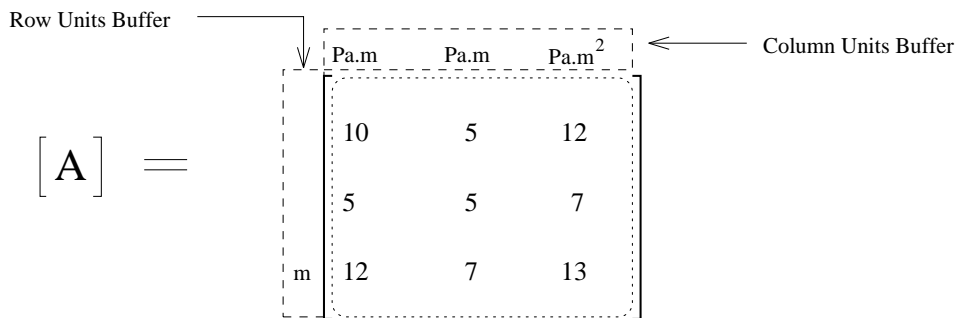 Row Units Buffer
Column Units Buffer
Pa.m Pa.m Pa.m²
10 5 12
[A] =
5 5 7
m 12 7 13